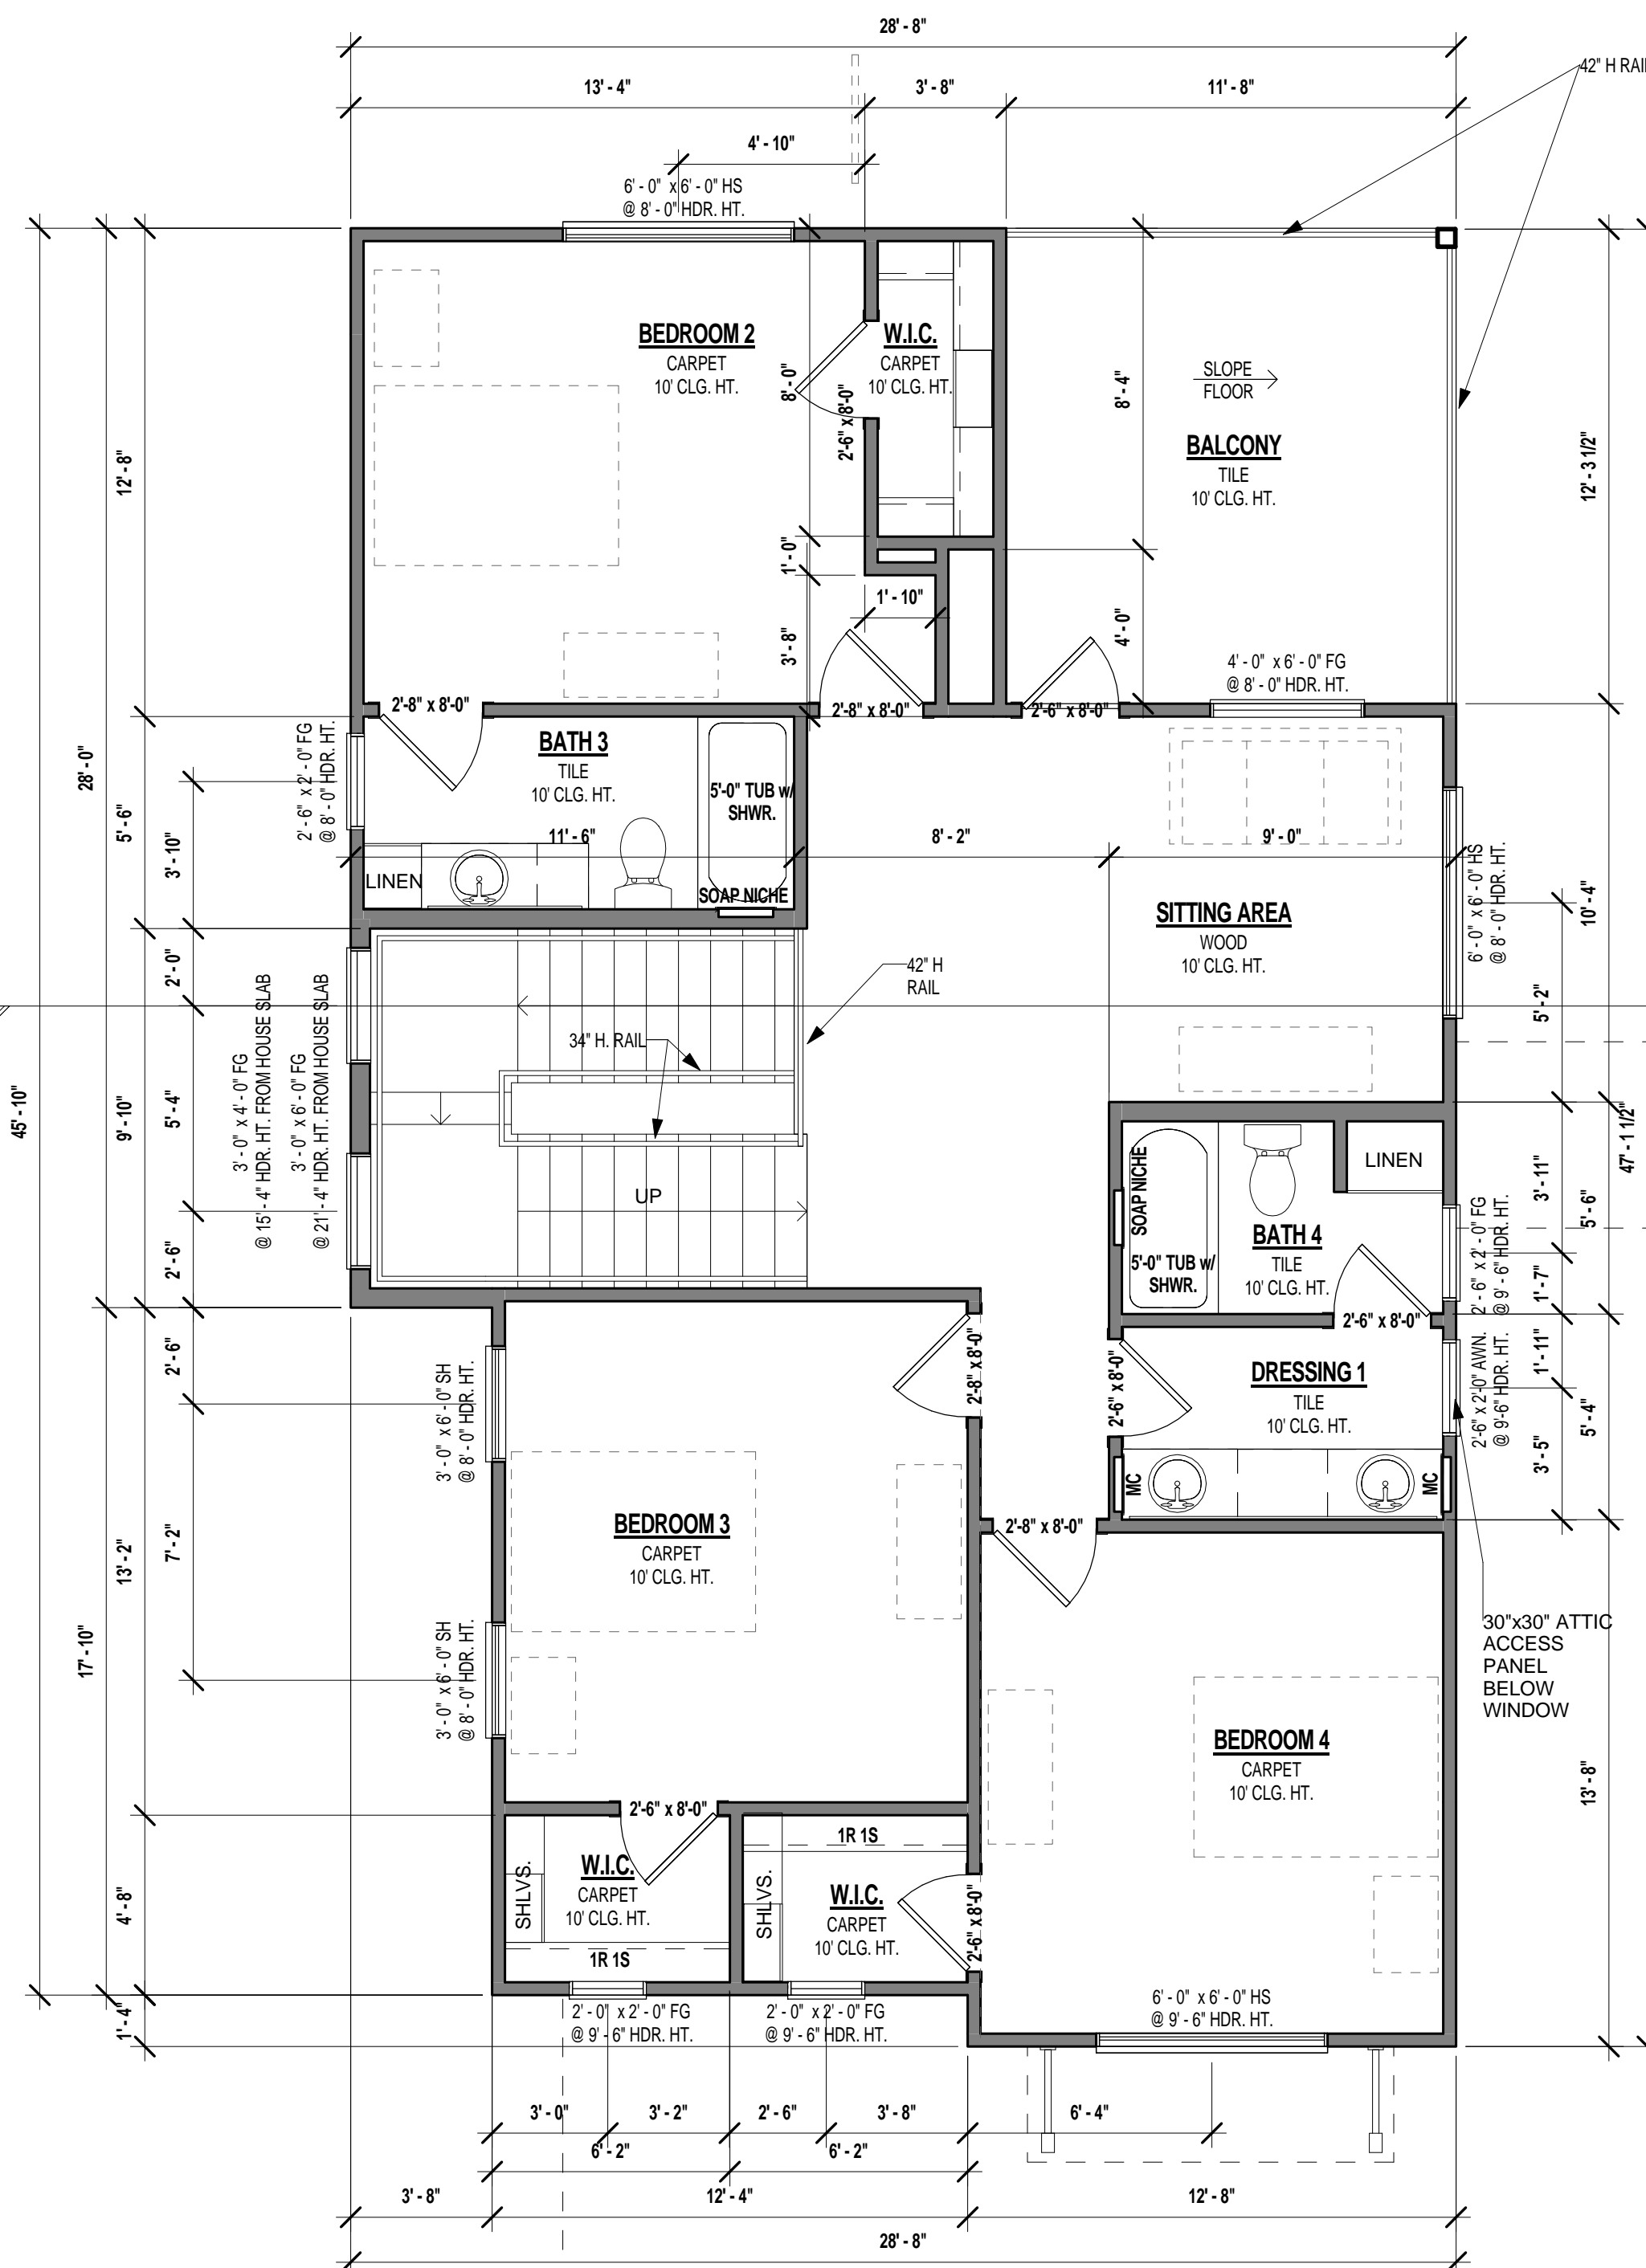 28' - 8"
13' - 4"
3' - 8"
11' - 8"
42" H RAIL
4' - 10"
6' - 0" x 6' - 0" HS
@ 8' - 0" HDR. HT.
BEDROOM 2
CARPET
10' CLG. HT.
W.I.C.
CARPET
10' CLG. HT.
8' - 0"
2'-6" x 8'-0"
8' - 4"
SLOPE
FLOOR
BALCONY
TILE
10' CLG. HT.
12' - 8"
12' - 3 1/2"
1' - 0"
1' - 10"
3' - 8"
4' - 0"
4' - 0" x 6' - 0" FG
@ 8' - 0" HDR. HT.
2'-8" x 8'-0"
2'-8" x 8'-0"
2'-6" x 8'-0"
28' - 0"
2' - 6" x 2' - 0" FG
@ 8' - 0" HDR. HT.
BATH 3
TILE
10' CLG. HT.
5'-0" TUB w/
SHWR.
5' - 6"
3' - 10"
11' - 6"
8' - 2"
9' - 0"
LINEN
SOAP NICHE
6' - 0" x 6' - 0" HS
@ 8' - 0" HDR. HT.
10' - 4"
SITTING AREA
WOOD
10' CLG. HT.
2' - 0"
42" H
RAIL
5' - 2"
34" H. RAIL
3' - 0" x 4' - 0" FG
@ 15' - 4" HDR. HT. FROM HOUSE SLAB
3' - 0" x 6' - 0" FG
@ 21' - 4" HDR. HT. FROM HOUSE SLAB
45' - 10"
9' - 10"
5' - 4"
47' - 1 1/2"
UP
SOAP NICHE
LINEN
3' - 11"
5' - 6"
BATH 4
TILE
10' CLG. HT.
5'-0" TUB w/
SHWR.
2' - 6" x 2' - 0" FG
@ 9' - 6" HDR. HT.
1' - 7"
2' - 6"
2'-6" x 8'-0"
2' - 6"
3' - 0" x 6' - 0" SH
@ 8' - 0" HDR. HT.
2'-8" x 8'-0"
2'-6" x 8'-0"
DRESSING 1
TILE
10' CLG. HT.
2'-6" x 2'-0" AWN.
@ 9'-6" HDR. HT.
1' - 11"
5' - 4"
3' - 5"
MC
MC
BEDROOM 3
CARPET
10' CLG. HT.
2'-8" x 8'-0"
13' - 2"
7' - 2"
17' - 10"
3' - 0" x 6' - 0" SH
@ 8' - 0" HDR. HT.
30"x30" ATTIC
ACCESS
PANEL
BELOW
WINDOW
BEDROOM 4
CARPET
10' CLG. HT.
13' - 8"
2'-6" x 8'-0"
1R 1S
SHLVS.
W.I.C.
CARPET
10' CLG. HT.
SHLVS.
W.I.C.
CARPET
10' CLG. HT.
2'-6" x 8'-0"
4' - 8"
1R 1S
1' - 4"
2' - 0" x 2' - 0" FG
@ 9' - 6" HDR. HT.
2' - 0" x 2' - 0" FG
@ 9' - 6" HDR. HT.
6' - 0" x 6' - 0" HS
@ 9' - 6" HDR. HT.
3' - 0"
3' - 2"
2' - 6"
3' - 8"
6' - 4"
6' - 2"
6' - 2"
3' - 8"
12' - 4"
12' - 8"
28' - 8"